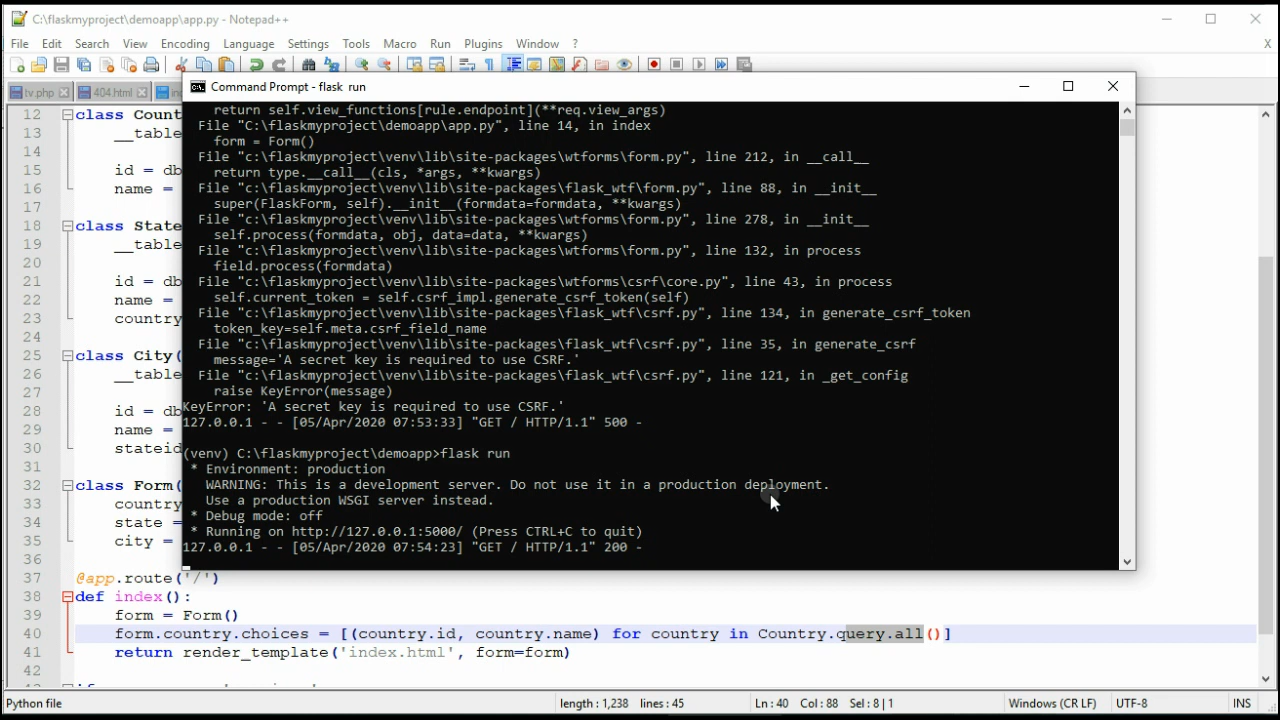 C:\flaskmyproject\demoapp\app.py - Notepad++
File Edit Search View Encoding Language Settings Tools Macro Run Plugins Window ? X
tv.php 404.html
Command Prompt - flask run
return self.view_functions[rule.endpoint](**req.view_args)
File "C:\flaskmyproject\demoapp\app.py", line 14, in index
form = Form()
File "c:\flaskmyproject\venv\lib\site-packages\wtforms\form.py", line 212, in __call__
return type.__call__(cls, *args, **kwargs)
File "c:\flaskmyproject\venv\lib\site-packages\flask_wtf\form.py", line 88, in __init__
super(FlaskForm, self).__init__(formdata=formdata, **kwargs)
File "c:\flaskmyproject\venv\lib\site-packages\wtforms\form.py", line 278, in __init__
self.process(formdata, obj, data=data, **kwargs)
File "c:\flaskmyproject\venv\lib\site-packages\wtforms\form.py", line 132, in process
field.process(formdata)
File "c:\flaskmyproject\venv\lib\site-packages\wtforms\csrf\core.py", line 43, in process
self.current_token = self.csrf_impl.generate_csrf_token(self)
File "c:\flaskmyproject\venv\lib\site-packages\flask_wtf\csrf.py", line 134, in generate_csrf_token
token_key=self.meta.csrf_field_name
File "c:\flaskmyproject\venv\lib\site-packages\flask_wtf\csrf.py", line 35, in generate_csrf
message='A secret key is required to use CSRF.'
File "c:\flaskmyproject\venv\lib\site-packages\flask_wtf\csrf.py", line 121, in _get_config
raise KeyError(message)
KeyError: 'A secret key is required to use CSRF.'
127.0.0.1 - - [05/Apr/2020 07:53:33] "GET / HTTP/1.1" 500 -
(venv) C:\flaskmyproject\demoapp>flask run
* Environment: production
WARNING: This is a development server. Do not use it in a production deployment.
Use a production WSGI server instead.
* Debug mode: off
* Running on http://127.0.0.1:5000/ (Press CTRL+C to quit)
127.0.0.1 - - [05/Apr/2020 07:54:23] "GET / HTTP/1.1" 200 -
12 class Count
13 __table
14
15 id = db
16 name =
17
18 class State
19 __table
20
21 id = db
22 name =
23 country
24
25 class City(
26 __table
27
28 id = db
29 name =
30 stateid
31
32 class Form(
33 country
34 state =
35 city =
36
37 @app.route('/')
38 def index():
39 form = Form()
40 form.country.choices = [(country.id, country.name) for country in Country.query.all()]
41 return render_template('index.html', form=form)
42
Python file length : 1,238 lines : 45 Ln : 40 Col : 88 Sel : 8 | 1 Windows (CR LF) UTF-8 INS